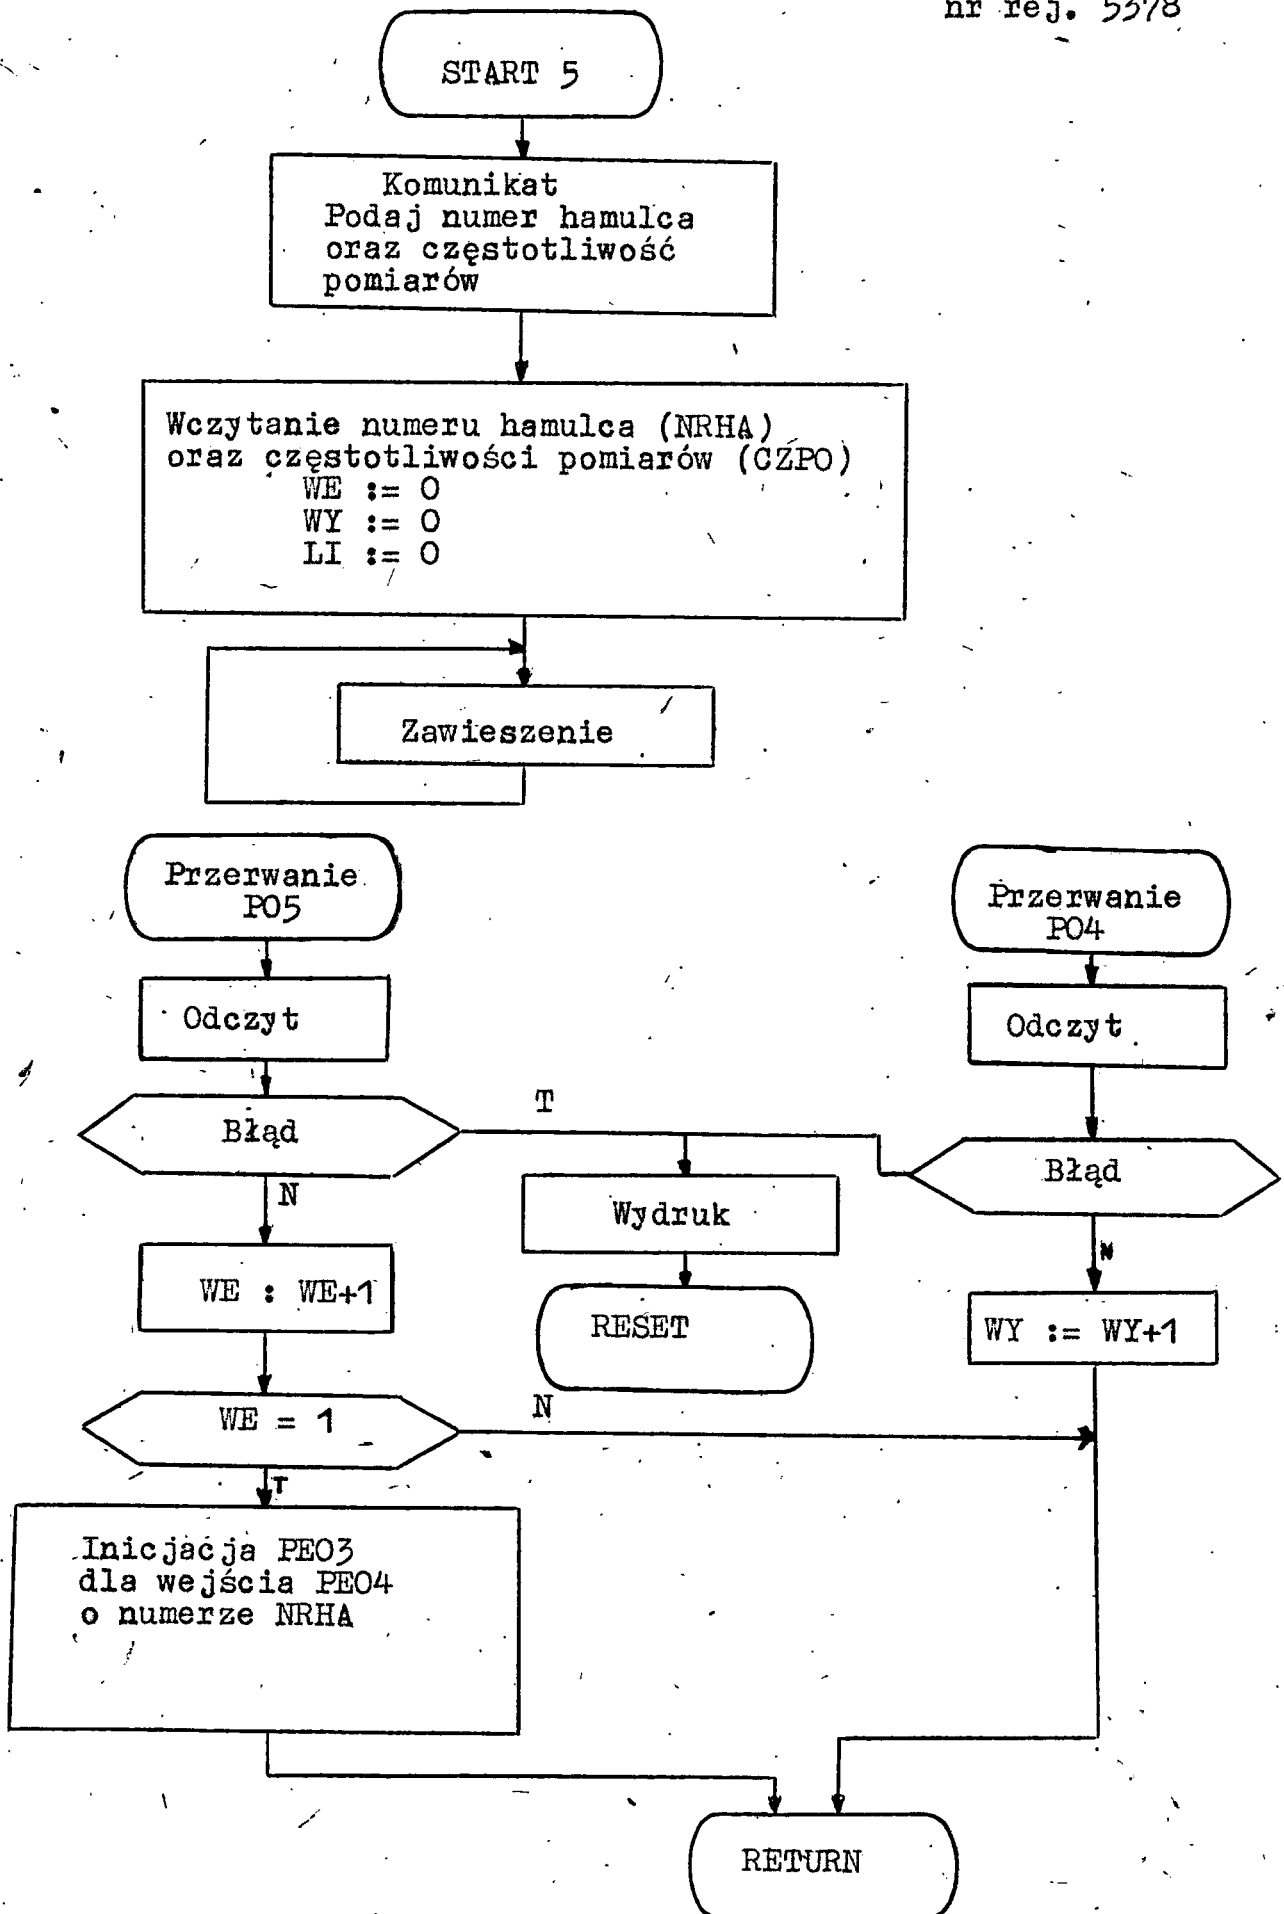 nr rej. 5378
START 5
Komunikat
Podaj numer hamulca
oraz częstotliwość
pomiarów
Wczytanie numeru hamulca (NRHA)
oraz częstotliwości pomiarów (CZPO)
WE := 0
WY := 0
LI := 0
Zawieszenie
Przerwanie
PO5
Przerwanie
PO4
Odczyt
Odczyt
T
Błąd
Błąd
N
Wydruk
N
WE : WE+1
RESET
WY := WY+1
N
WE = 1
T
Inicjacja PE03
dla wejścia PE04
o numerze NRHA
RETURN